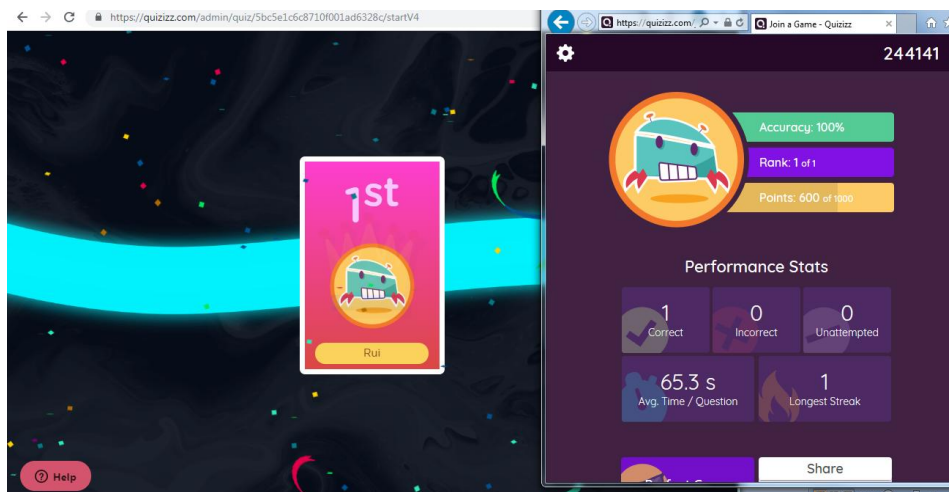 https://quizizz.com/admin/quiz/5bc5e1c6c8710f001ad6328c/startV4
1st
Rui
Help
https://quizizz.com/
Join a Game - Quizizz
244141
Accuracy: 100%
Rank: 1 of 1
Points: 600 of 1000
Performance Stats
1
Correct
0
Incorrect
0
Unattempted
65.3 s
Avg. Time / Question
1
Longest Streak
Share